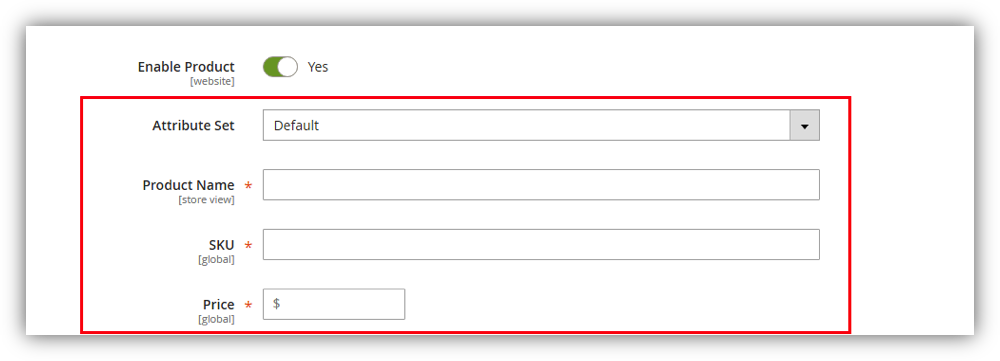 Enable Product Yes
[website]
Attribute Set Default
Product Name *
[store view]
SKU *
[global]
Price * $
[global]